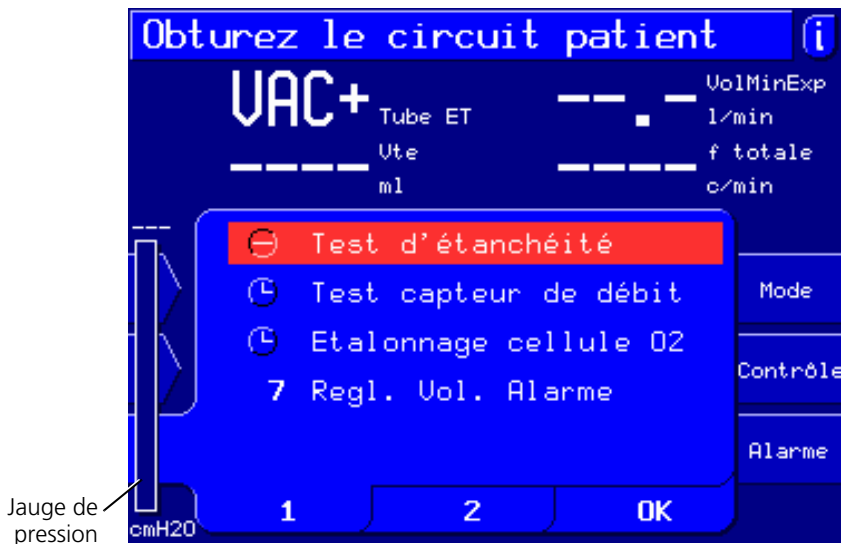 Obturez le circuit patient i
VAC+ Tube ET
--.- VolMinExp l/min
---- Vte ml
---- f totale c/min
---
Test d'étanchéité
Test capteur de débit
Etalonnage cellule O2
7 Regl. Vol. Alarme
Mode
Contrôle
Alarme
1 2 OK
cmH2O
Jauge de
pression